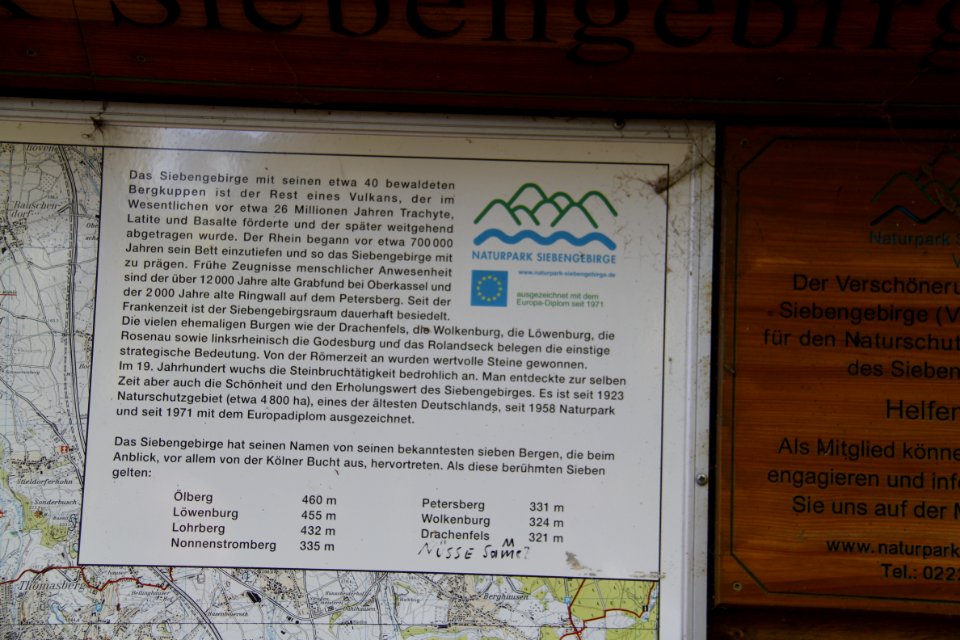 Siebengebirg
Das Siebengebirge mit seinen etwa 40 bewaldeten
Bergkuppen ist der Rest eines Vulkans, der im
Wesentlichen vor etwa 26 Millionen Jahren Trachyte,
Latite und Basalte förderte und der später weitgehend
abgetragen wurde. Der Rhein begann vor etwa 700 000
Jahren sein Bett einzutiefen und so das Siebengebirge mit
zu prägen. Frühe Zeugnisse menschlicher Anwesenheit
sind der über 12 000 Jahre alte Grabfund bei Oberkassel und
der 2 000 Jahre alte Ringwall auf dem Petersberg. Seit der
Frankenzeit ist der Siebengebirgsraum dauerhaft besiedelt.
Die vielen ehemaligen Burgen wie der Drachenfels, die Wolkenburg, die Löwenburg, die
Rosenau sowie linksrheinisch die Godesburg und das Rolandseck belegen die einstige
strategische Bedeutung. Von der Römerzeit an wurden wertvolle Steine gewonnen.
Im 19. Jahrhundert wuchs die Steinbruchtätigkeit bedrohlich an. Man entdeckte zur selben
Zeit aber auch die Schönheit und den Erholungswert des Siebengebirges. Es ist seit 1923
Naturschutzgebiet (etwa 4 800 ha), eines der ältesten Deutschlands, seit 1958 Naturpark
und seit 1971 mit dem Europadiplom ausgezeichnet.
Das Siebengebirge hat seinen Namen von seinen bekanntesten sieben Bergen, die beim
Anblick, vor allem von der Kölner Bucht aus, hervortreten. Als diese berühmten Sieben
gelten:
Ölberg 460 m
Löwenburg 455 m
Lohrberg 432 m
Nonnenstromberg 335 m
Petersberg 331 m
Wolkenburg 324 m
Drachenfels 321 m
NÜSSE
NATURPARK SIEBENGEBIRGE
www.naturpark-siebengebirge.de
ausgezeichnet mit dem
Europa-Diplom seit 1971
Naturpark S
Der Verschöneru
Siebengebirge (V
für den Naturschut
des Sieben
Helfen
Als Mitglied könne
engagieren und info
Sie uns auf der M
www.naturpark
Tel.: 022
Thomasberg
Berghausen
Sonderbusch
Bellinghauser